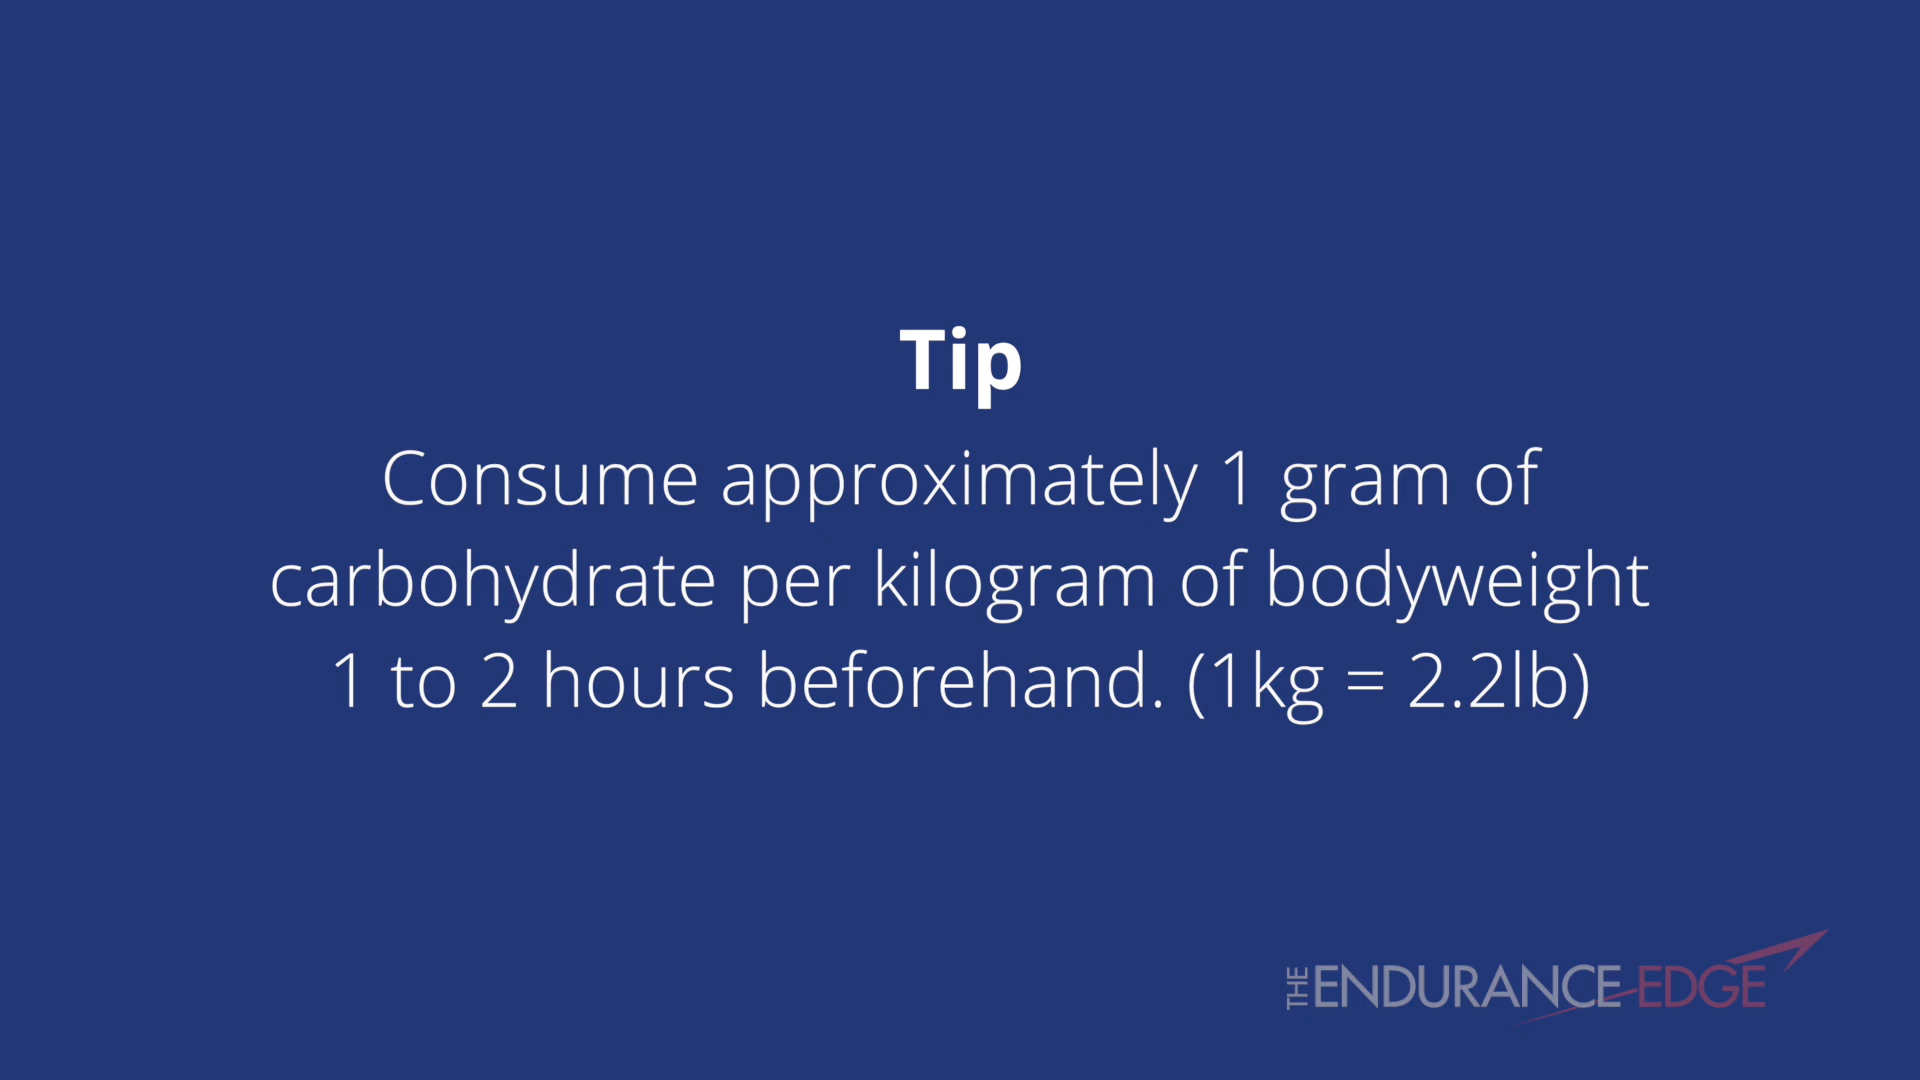 Tip
Consume approximately 1 gram of
carbohydrate per kilogram of bodyweight
1 to 2 hours beforehand. (1kg = 2.2lb)
THE ENDURANCE EDGE